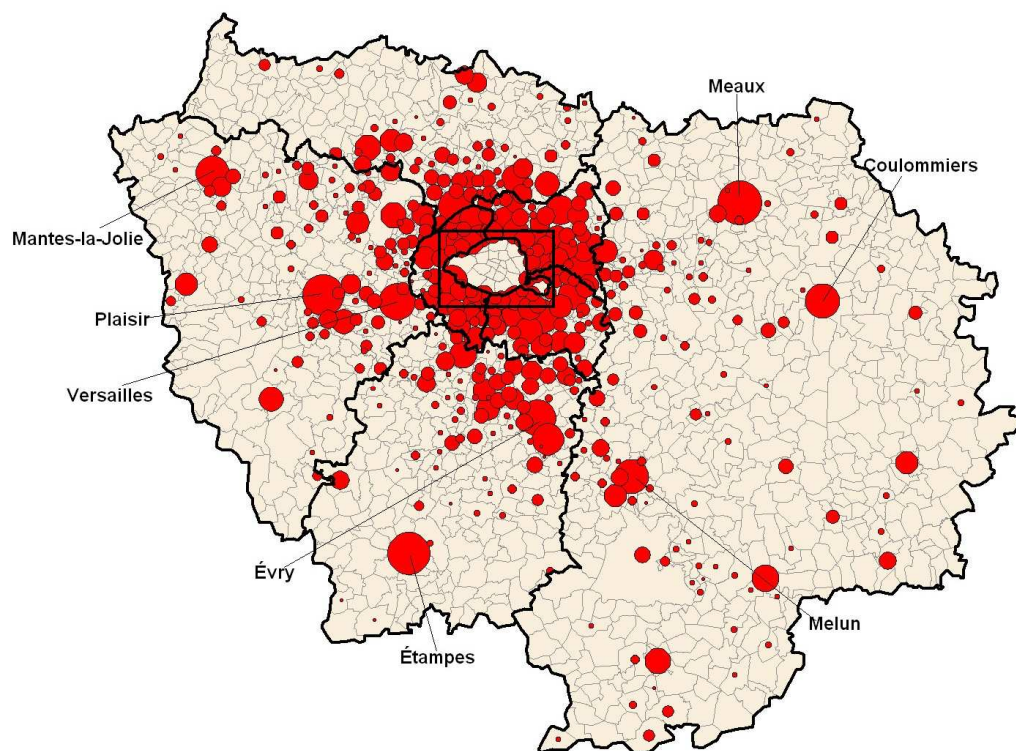 Meaux
Coulommiers
Mantes-la-Jolie
Plaisir
Versailles
Évry
Melun
Étampes